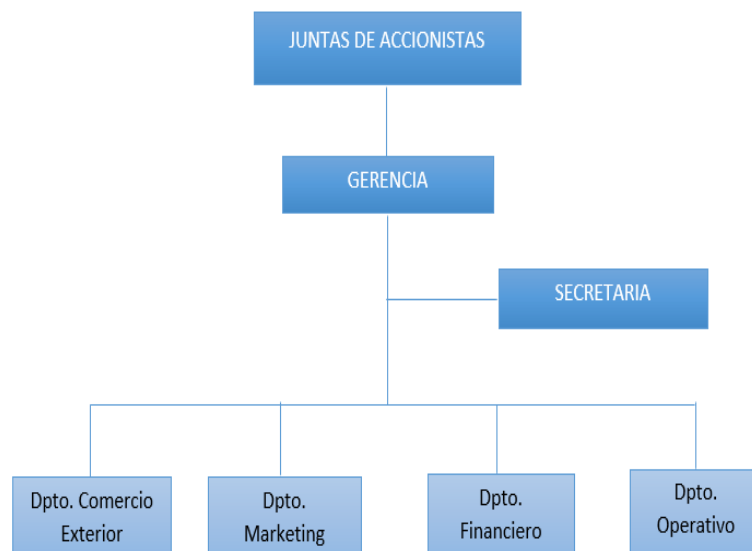 JUNTAS DE ACCIONISTAS
GERENCIA
SECRETARIA
Dpto. Comercio
Exterior
Dpto.
Marketing
Dpto.
Financiero
Dpto.
Operativo